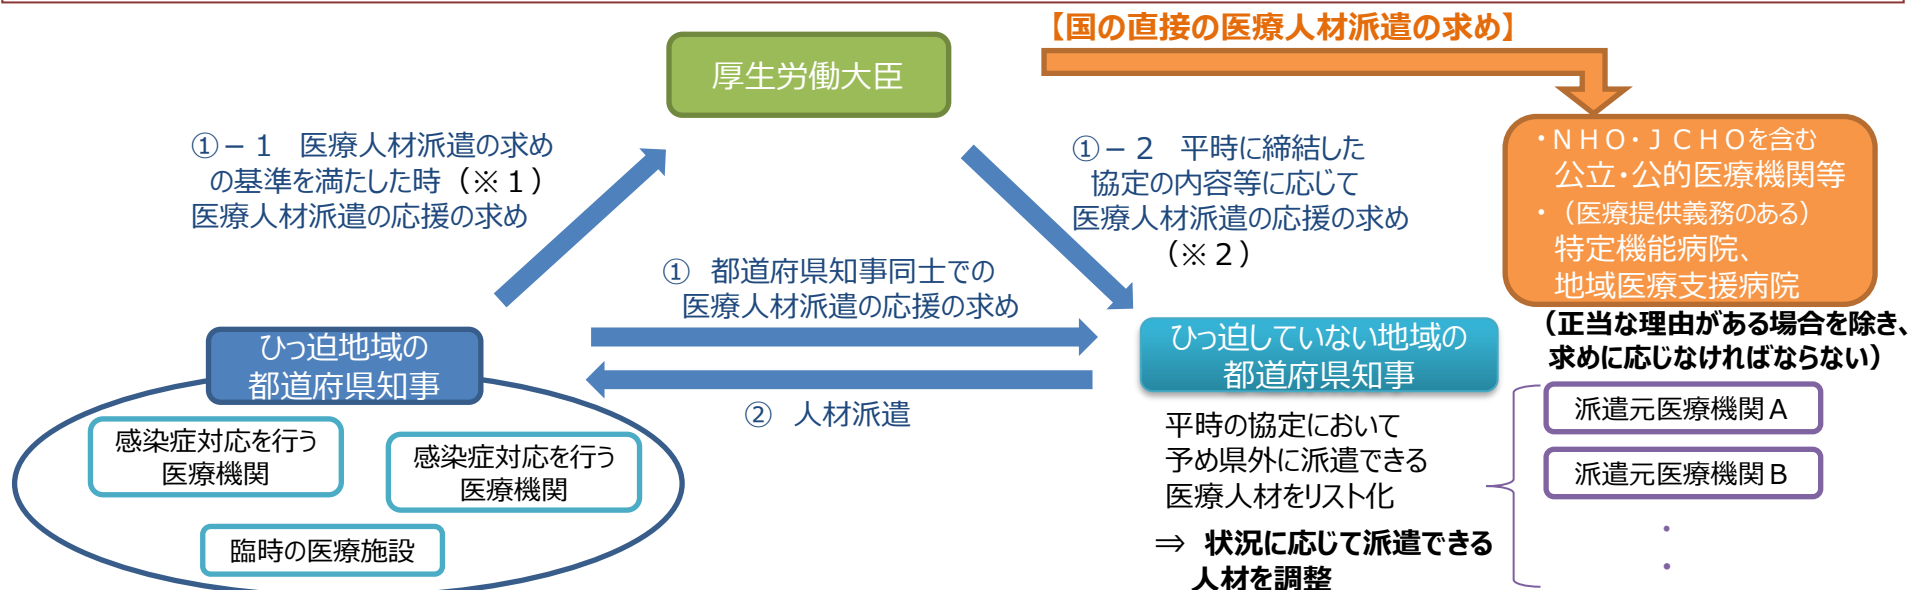 【国の直接の医療人材派遣の求め】
厚生労働大臣
①－１　医療人材派遣の求め
の基準を満たした時（※１）
医療人材派遣の応援の求め
①－２　平時に締結した
協定の内容等に応じて
医療人材派遣の応援の求め
（※２）
・ＮＨＯ・ＪＣＨＯを含む
公立・公的医療機関等
・（医療提供義務のある）
特定機能病院、
地域医療支援病院
（正当な理由がある場合を除き、
求めに応じなければならない）
①　都道府県知事同士での
医療人材派遣の応援の求め
ひっ迫地域の
都道府県知事
ひっ迫していない地域の
都道府県知事
②　人材派遣
感染症対応を行う
医療機関
感染症対応を行う
医療機関
臨時の医療施設
平時の協定において
予め県外に派遣できる
医療人材をリスト化
⇒　状況に応じて派遣できる
人材を調整
派遣元医療機関Ａ
派遣元医療機関Ｂ
・
・